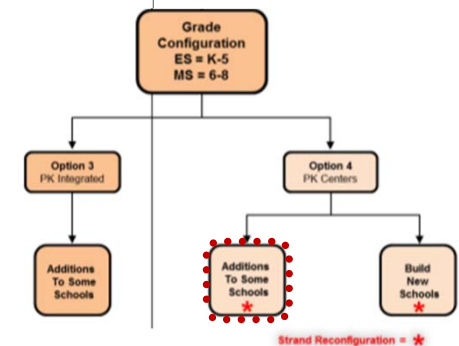 Grade
Configuration
ES = K-5
MS = 6-8
Option 3
PK Integrated
Option 4
PK Centers
Additions
To Some
Schools
Additions
To Some
Schools
*
Build
New
Schools
*
Strand Reconfiguration = *